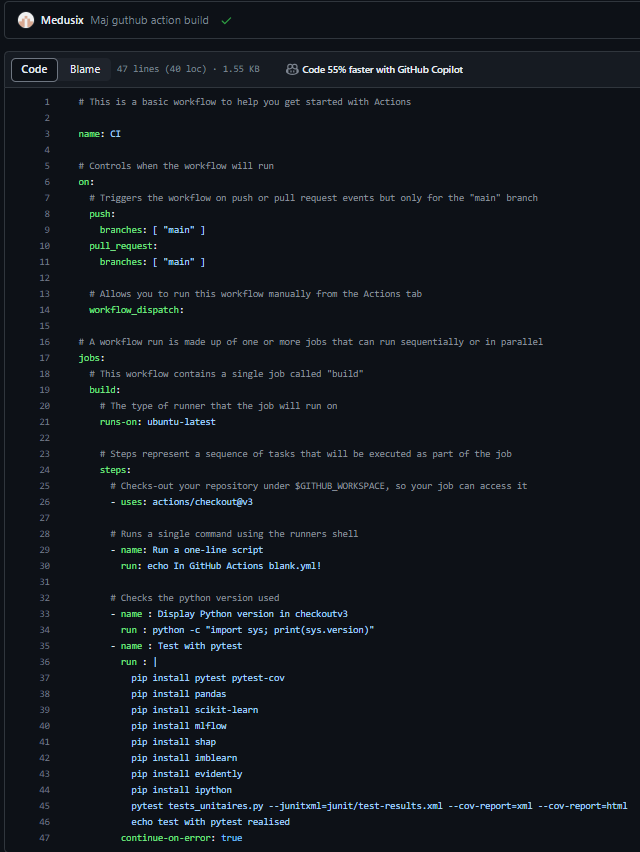 Medusix Maj guthub action build
Code Blame 47 lines (40 loc) · 1.55 KB Code 55% faster with GitHub Copilot
1 # This is a basic workflow to help you get started with Actions
2
3 name: CI
4
5 # Controls when the workflow will run
6 on:
7 # Triggers the workflow on push or pull request events but only for the "main" branch
8 push:
9 branches: [ "main" ]
10 pull_request:
11 branches: [ "main" ]
12
13 # Allows you to run this workflow manually from the Actions tab
14 workflow_dispatch:
15
16 # A workflow run is made up of one or more jobs that can run sequentially or in parallel
17 jobs:
18 # This workflow contains a single job called "build"
19 build:
20 # The type of runner that the job will run on
21 runs-on: ubuntu-latest
22
23 # Steps represent a sequence of tasks that will be executed as part of the job
24 steps:
25 # Checks-out your repository under $GITHUB_WORKSPACE, so your job can access it
26 - uses: actions/checkout@v3
27
28 # Runs a single command using the runners shell
29 - name: Run a one-line script
30 run: echo In GitHub Actions blank.yml!
31
32 # Checks the python version used
33 - name : Display Python version in checkoutv3
34 run : python -c "import sys; print(sys.version)"
35 - name : Test with pytest
36 run : |
37 pip install pytest pytest-cov
38 pip install pandas
39 pip install scikit-learn
40 pip install mlflow
41 pip install shap
42 pip install imblearn
43 pip install evidently
44 pip install ipython
45 pytest tests_unitaires.py --junitxml=junit/test-results.xml --cov-report=xml --cov-report=html
46 echo test with pytest realised
47 continue-on-error: true